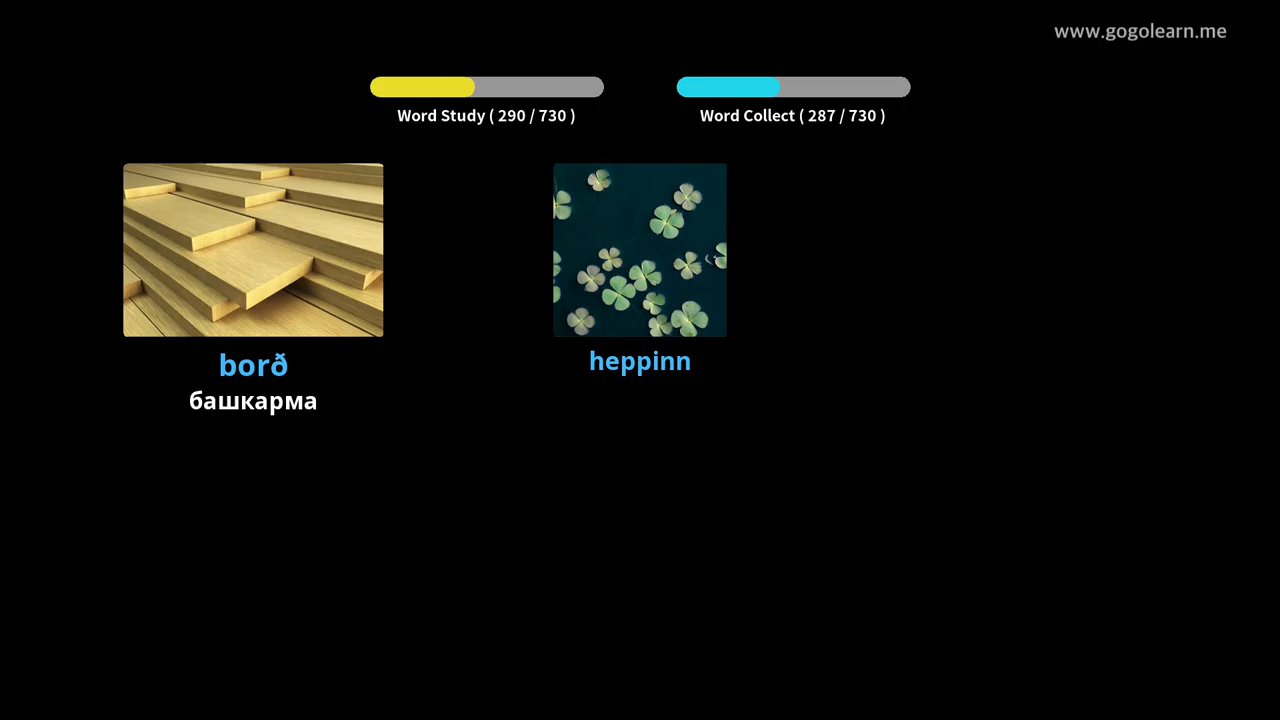 www.gogolearn.me
Word Study ( 290 / 730 )
Word Collect ( 287 / 730 )
borð
башкарма
heppinn